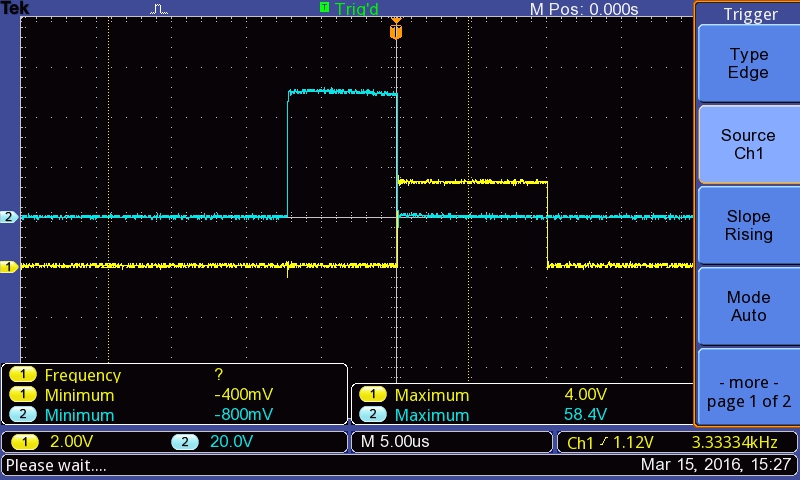 Tek T Trig'd M Pos: 0.000s Trigger
T
Type
Edge
Source
Ch1
Slope
Rising
Mode
Auto
- more -
page 1 of 2
2
1
1 Frequency ?
1 Minimum -400mV
2 Minimum -800mV
1 Maximum 4.00V
2 Maximum 58.4V
1 2.00V 2 20.0V M 5.00us Ch1 1.12V 3.33334kHz
Please wait.... Mar 15, 2016, 15:27